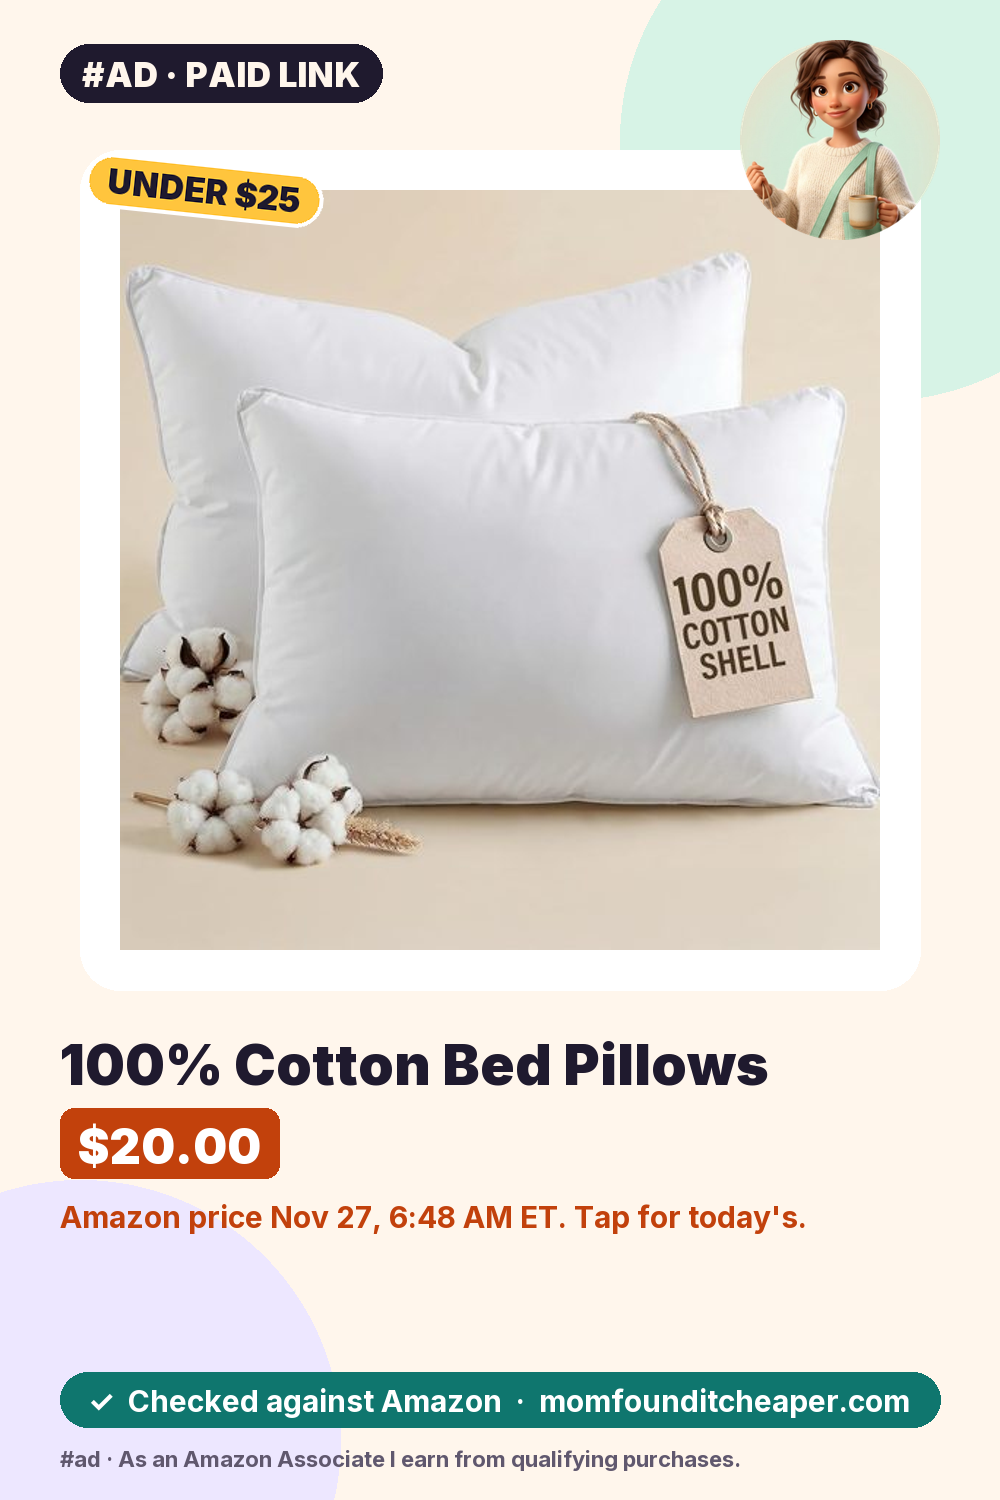 #AD · PAID LINK
UNDER $25
100%
COTTON
SHELL
100% Cotton Bed Pillows
$20.00
Amazon price Nov 27, 6:48 AM ET. Tap for today's.
✓ Checked against Amazon · momfounditcheaper.com
#ad · As an Amazon Associate I earn from qualifying purchases.